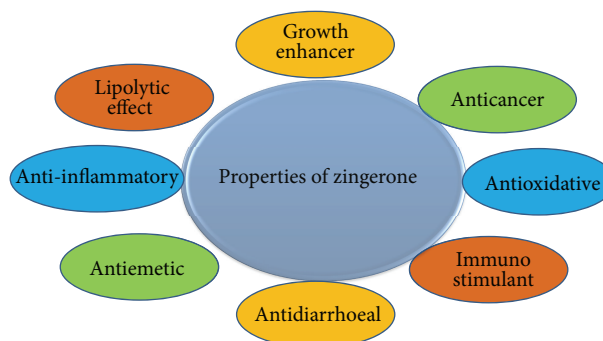 Growth
enhancer
Lipolytic
effect
Anticancer
Anti-inflammatory
Properties of zingerone
Antioxidative
Antiemetic
Immuno
stimulant
Antidiarrhoeal